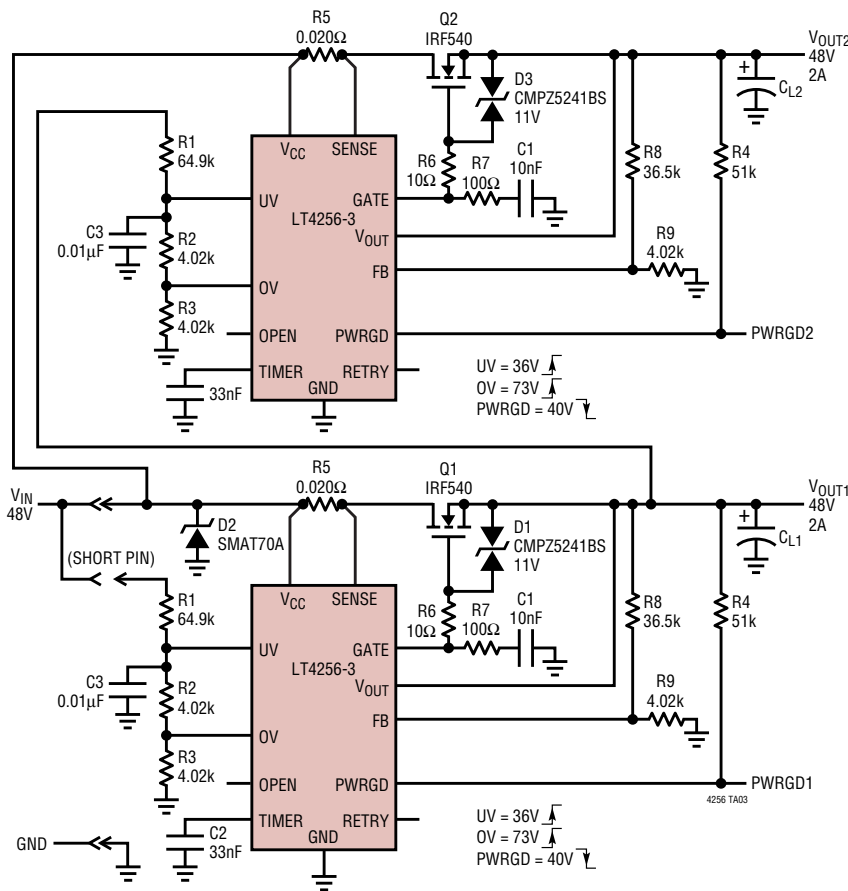 R5
0.020Ω
Q2
IRF540
VOUT2
48V
2A
D3
CMPZ5241BS
11V
CL2
R1
64.9k
VCC
SENSE
R6
10Ω
R7
100Ω
C1
10nF
R8
36.5k
R4
51k
UV
GATE
LT4256-3
VOUT
C3
0.01µF
R2
4.02k
FB
R9
4.02k
OV
R3
4.02k
OPEN
PWRGD
PWRGD2
TIMER
RETRY
GND
33nF
UV = 36V
OV = 73V
PWRGD = 40V
VIN
48V
R5
0.020Ω
Q1
IRF540
VOUT1
48V
2A
D2
SMAT70A
D1
CMPZ5241BS
11V
CL1
(SHORT PIN)
R1
64.9k
VCC
SENSE
R6
10Ω
R7
100Ω
C1
10nF
R8
36.5k
R4
51k
UV
GATE
LT4256-3
VOUT
C3
0.01µF
R2
4.02k
FB
R9
4.02k
OV
R3
4.02k
OPEN
PWRGD
PWRGD1
4256 TA03
TIMER
RETRY
GND
C2
33nF
UV = 36V
OV = 73V
PWRGD = 40V
GND